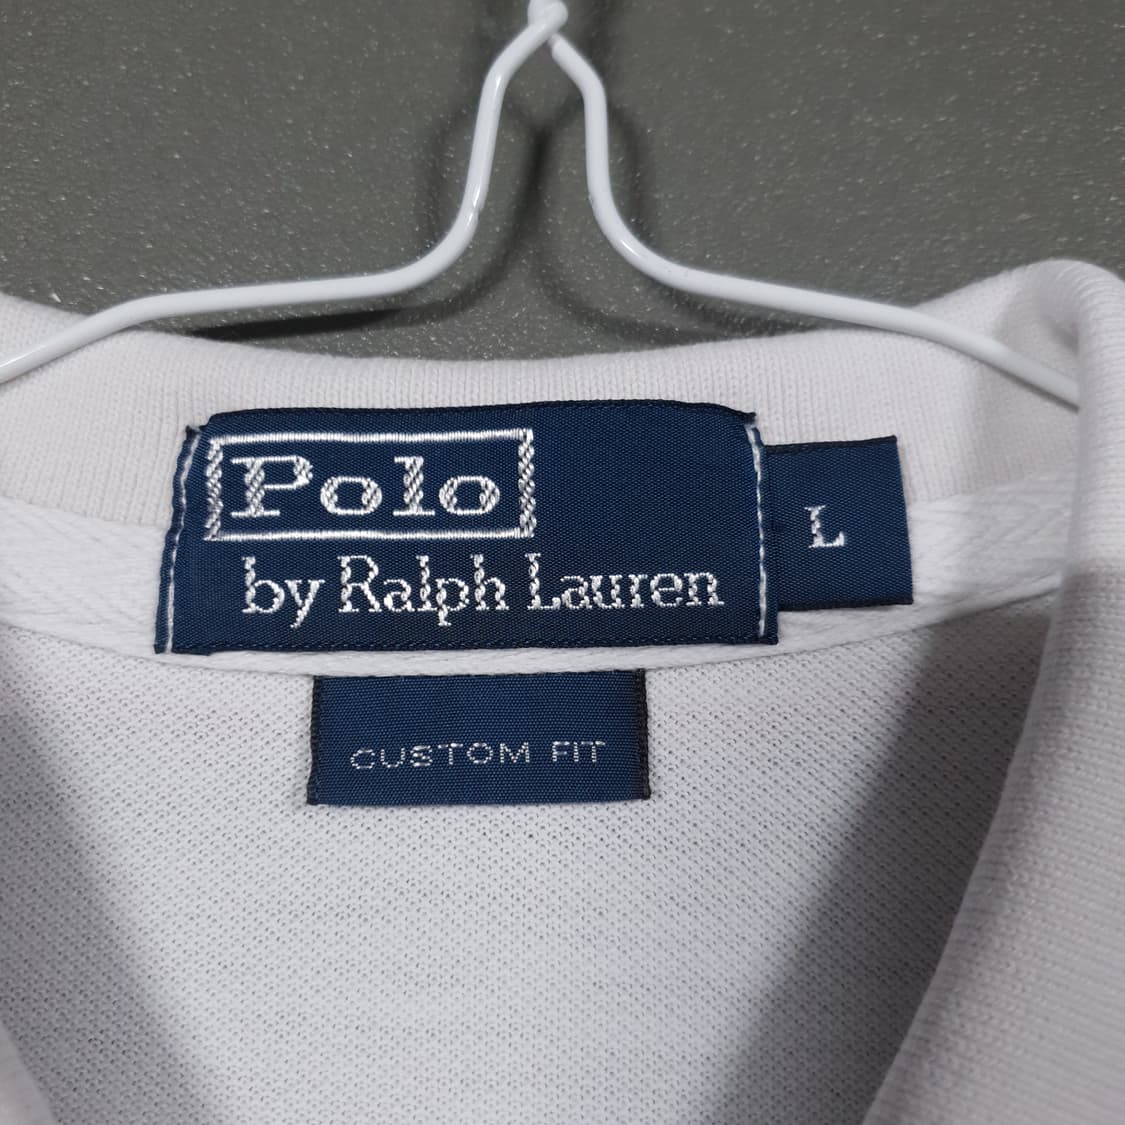 Polo
by Ralph Lauren
L
CUSTOM FIT